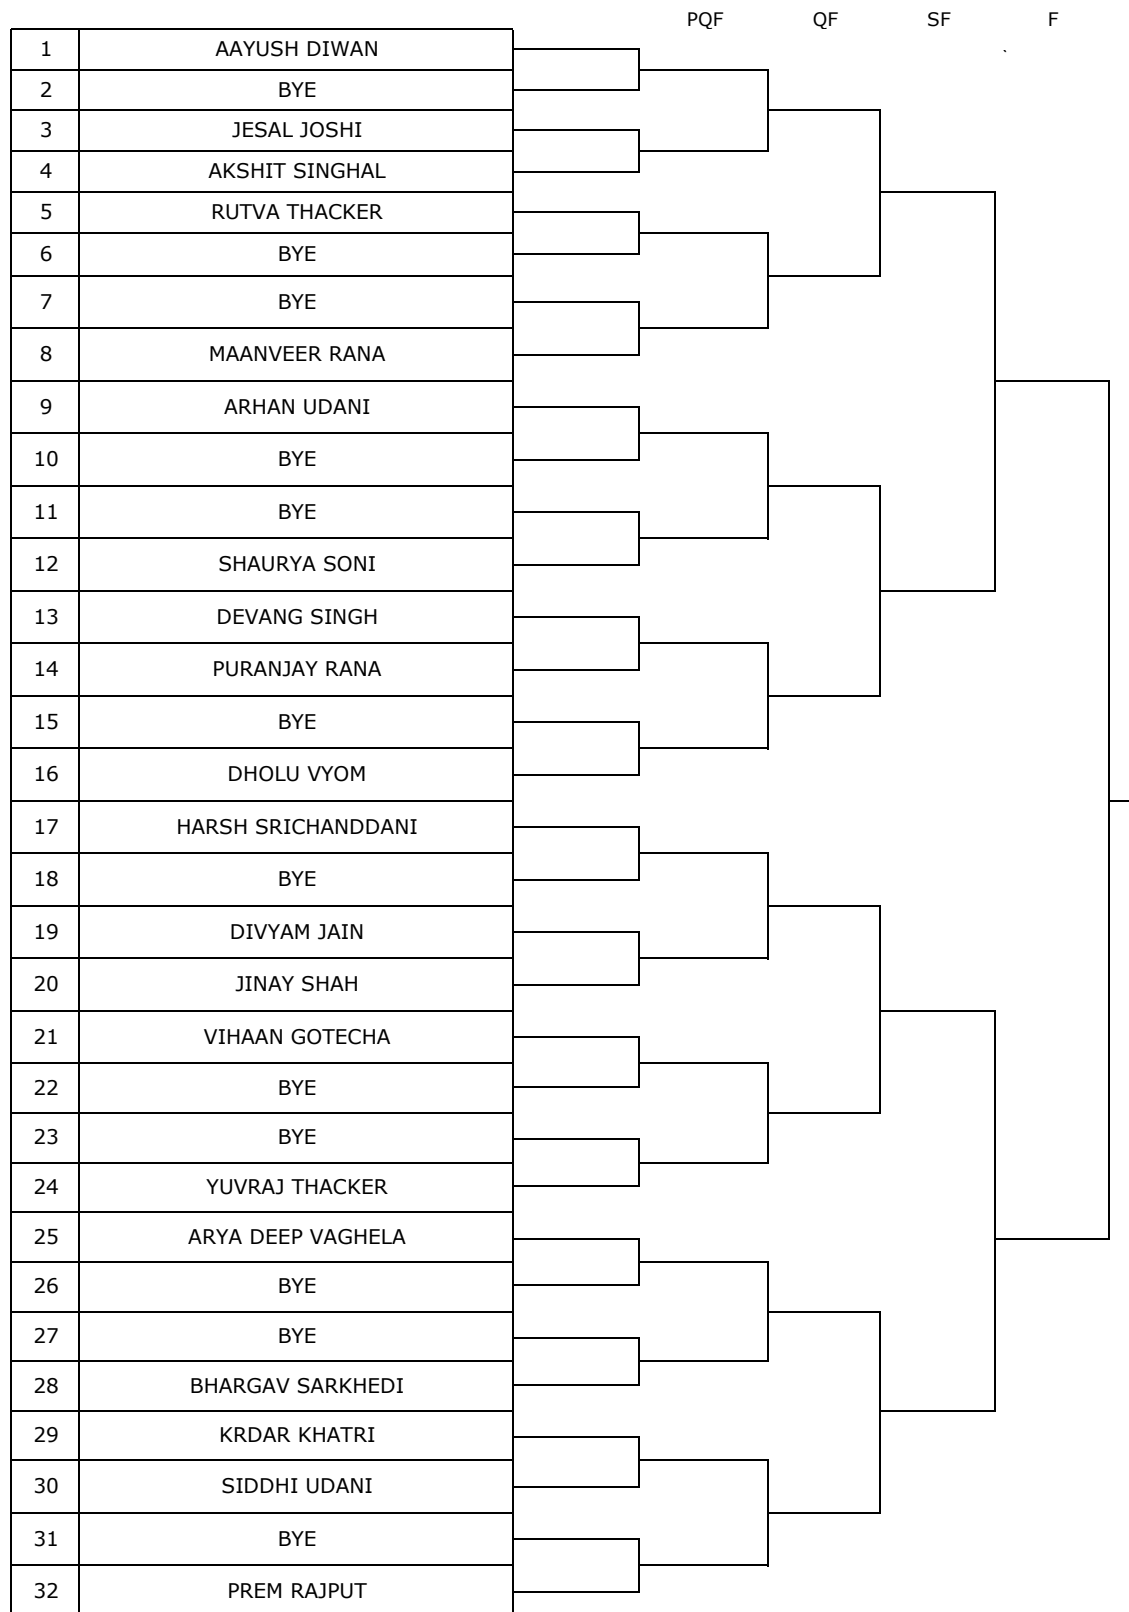 PQF QF SF F
1 AAYUSH DIWAN `
2 BYE
3 JESAL JOSHI
4 AKSHIT SINGHAL
5 RUTVA THACKER
6 BYE
7 BYE
8 MAANVEER RANA
9 ARHAN UDANI
10 BYE
11 BYE
12 SHAURYA SONI
13 DEVANG SINGH
14 PURANJAY RANA
15 BYE
16 DHOLU VYOM
17 HARSH SRICHANDDANI
18 BYE
19 DIVYAM JAIN
20 JINAY SHAH
21 VIHAAN GOTECHA
22 BYE
23 BYE
24 YUVRAJ THACKER
25 ARYA DEEP VAGHELA
26 BYE
27 BYE
28 BHARGAV SARKHEDI
29 KRDAR KHATRI
30 SIDDHI UDANI
31 BYE
32 PREM RAJPUT